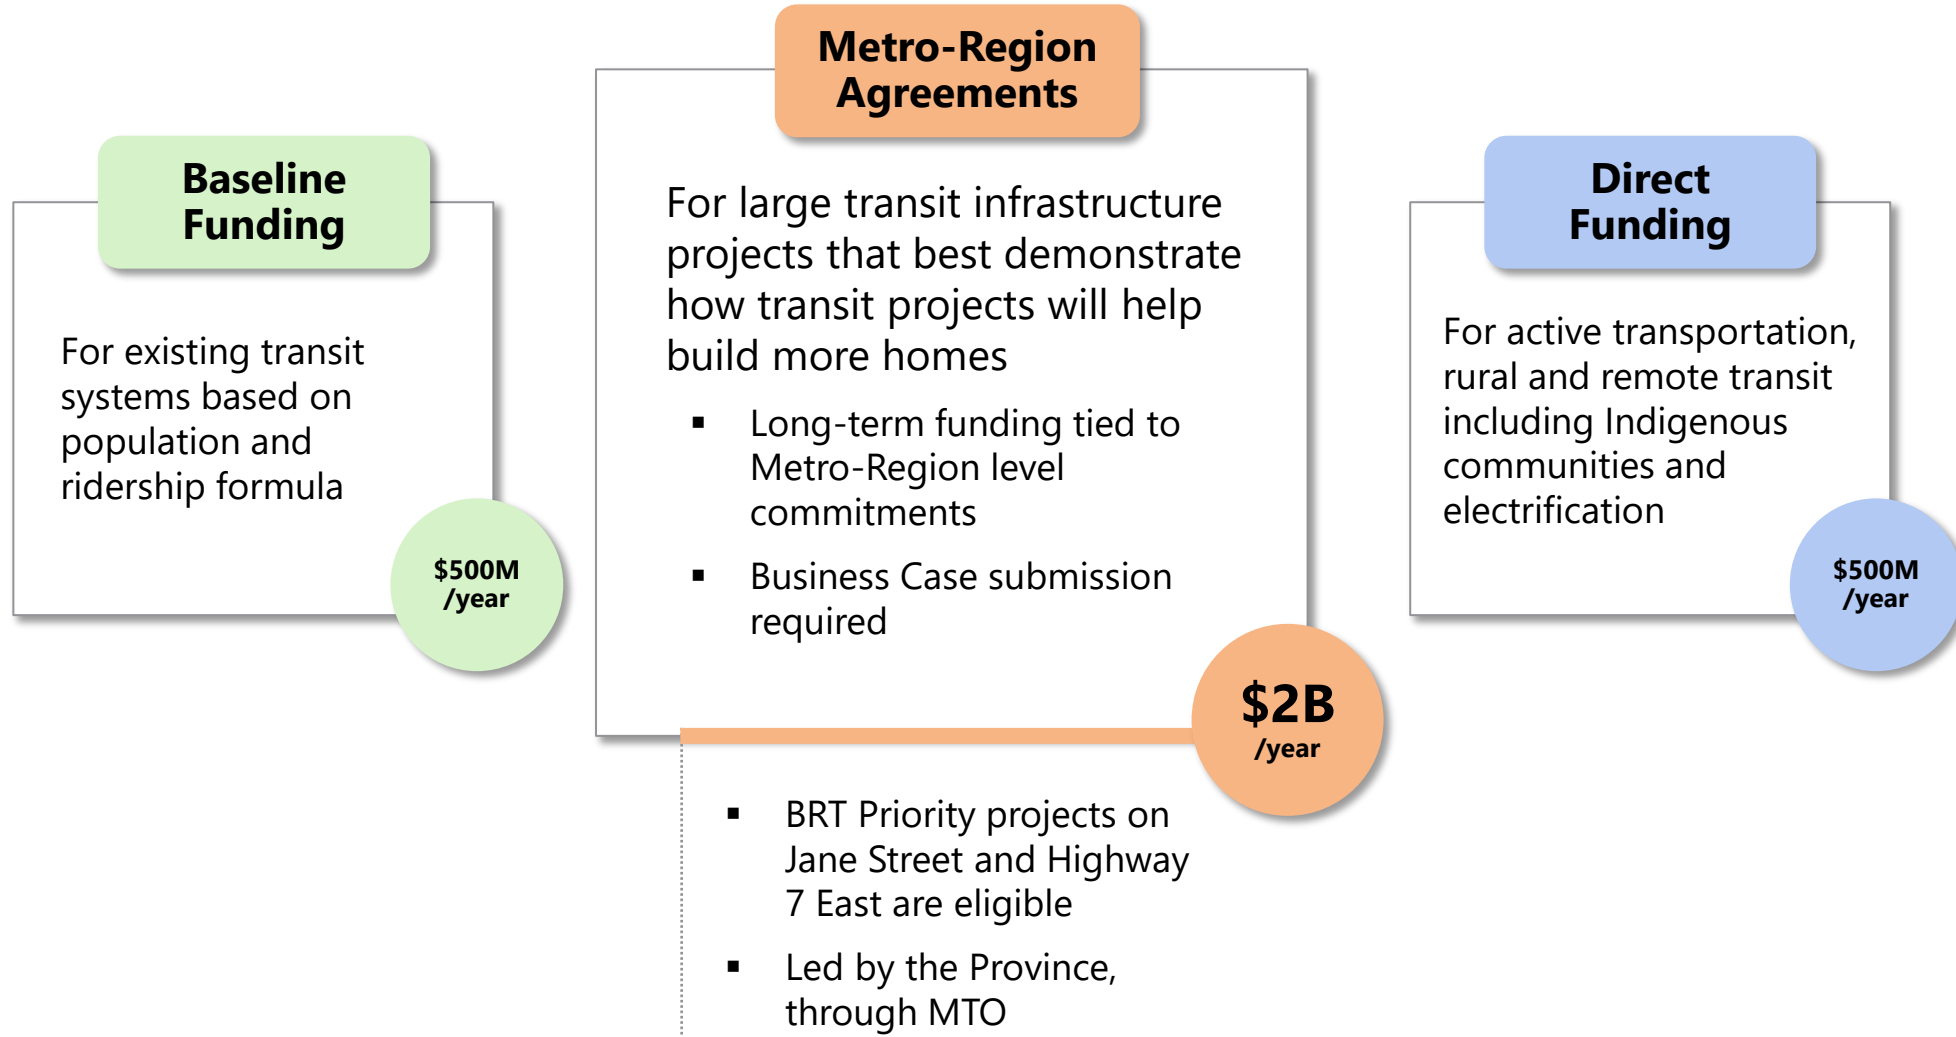 Baseline
Funding
For existing transit
systems based on
population and
ridership formula
$500M
/year
Metro-Region
Agreements
For large transit infrastructure
projects that best demonstrate
how transit projects will help
build more homes
▪ Long-term funding tied to
Metro-Region level
commitments
▪ Business Case submission
required
$2B
/year
▪ BRT Priority projects on
Jane Street and Highway
7 East are eligible
▪ Led by the Province,
through MTO
Direct
Funding
For active transportation,
rural and remote transit
including Indigenous
communities and
electrification
$500M
/year